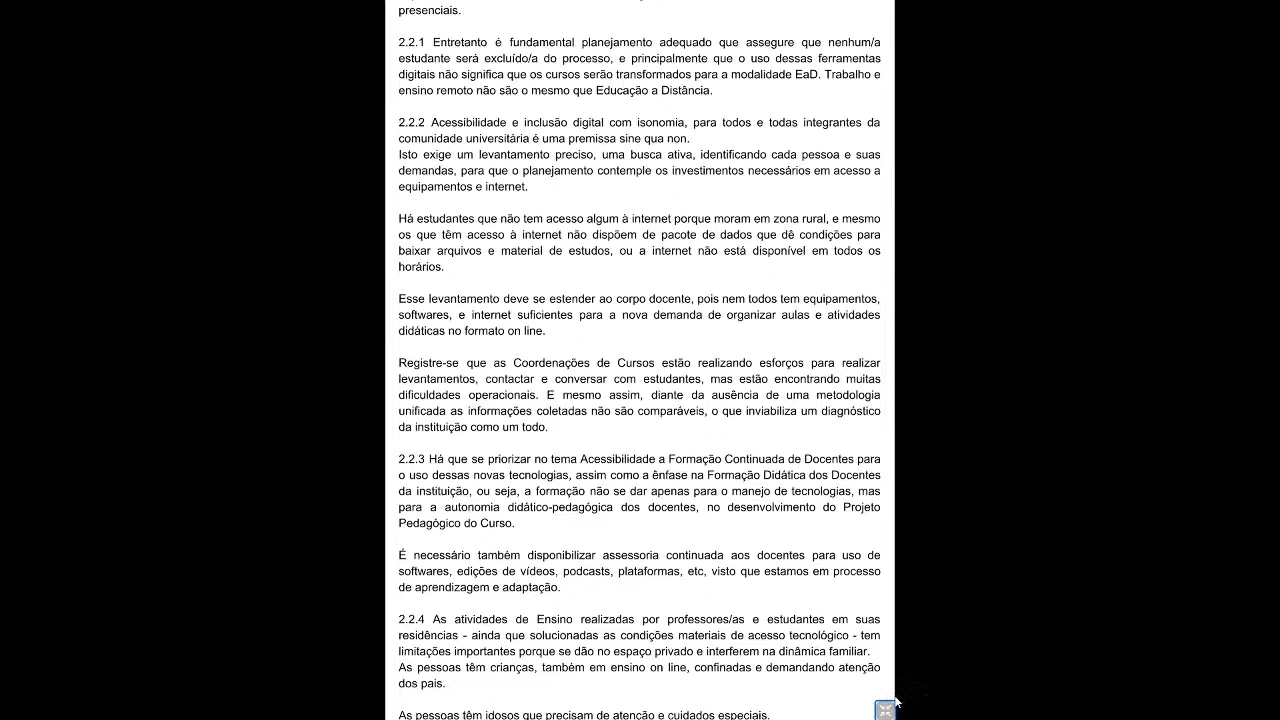 presenciais.
2.2.1 Entretanto é fundamental planejamento adequado que assegure que nenhum/a
estudante será excluído/a do processo, e principalmente que o uso dessas ferramentas
digitais não significa que os cursos serão transformados para a modalidade EaD. Trabalho e
ensino remoto não são o mesmo que Educação a Distância.
2.2.2 Acessibilidade e inclusão digital com isonomia, para todos e todas integrantes da
comunidade universitária é uma premissa sine qua non.
Isto exige um levantamento preciso, uma busca ativa, identificando cada pessoa e suas
demandas, para que o planejamento contemple os investimentos necessários em acesso a
equipamentos e internet.
Há estudantes que não tem acesso algum à internet porque moram em zona rural, e mesmo
os que têm acesso à internet não dispõem de pacote de dados que dê condições para
baixar arquivos e material de estudos, ou a internet não está disponível em todos os
horários.
Esse levantamento deve se estender ao corpo docente, pois nem todos tem equipamentos,
softwares, e internet suficientes para a nova demanda de organizar aulas e atividades
didáticas no formato on line.
Registre-se que as Coordenações de Cursos estão realizando esforços para realizar
levantamentos, contactar e conversar com estudantes, mas estão encontrando muitas
dificuldades operacionais. E mesmo assim, diante da ausência de uma metodologia
unificada as informações coletadas não são comparáveis, o que inviabiliza um diagnóstico
da instituição como um todo.
2.2.3 Há que se priorizar no tema Acessibilidade a Formação Continuada de Docentes para
o uso dessas novas tecnologias, assim como a ênfase na Formação Didática dos Docentes
da instituição, ou seja, a formação não se dar apenas para o manejo de tecnologias, mas
para a autonomia didático-pedagógica dos docentes, no desenvolvimento do Projeto
Pedagógico do Curso.
É necessário também disponibilizar assessoria continuada aos docentes para uso de
softwares, edições de vídeos, podcasts, plataformas, etc, visto que estamos em processo
de aprendizagem e adaptação.
2.2.4 As atividades de Ensino realizadas por professores/as e estudantes em suas
residências - ainda que solucionadas as condições materiais de acesso tecnológico - tem
limitações importantes porque se dão no espaço privado e interferem na dinâmica familiar.
As pessoas têm crianças, também em ensino on line, confinadas e demandando atenção
dos pais.
As pessoas têm idosos que precisam de atenção e cuidados especiais.